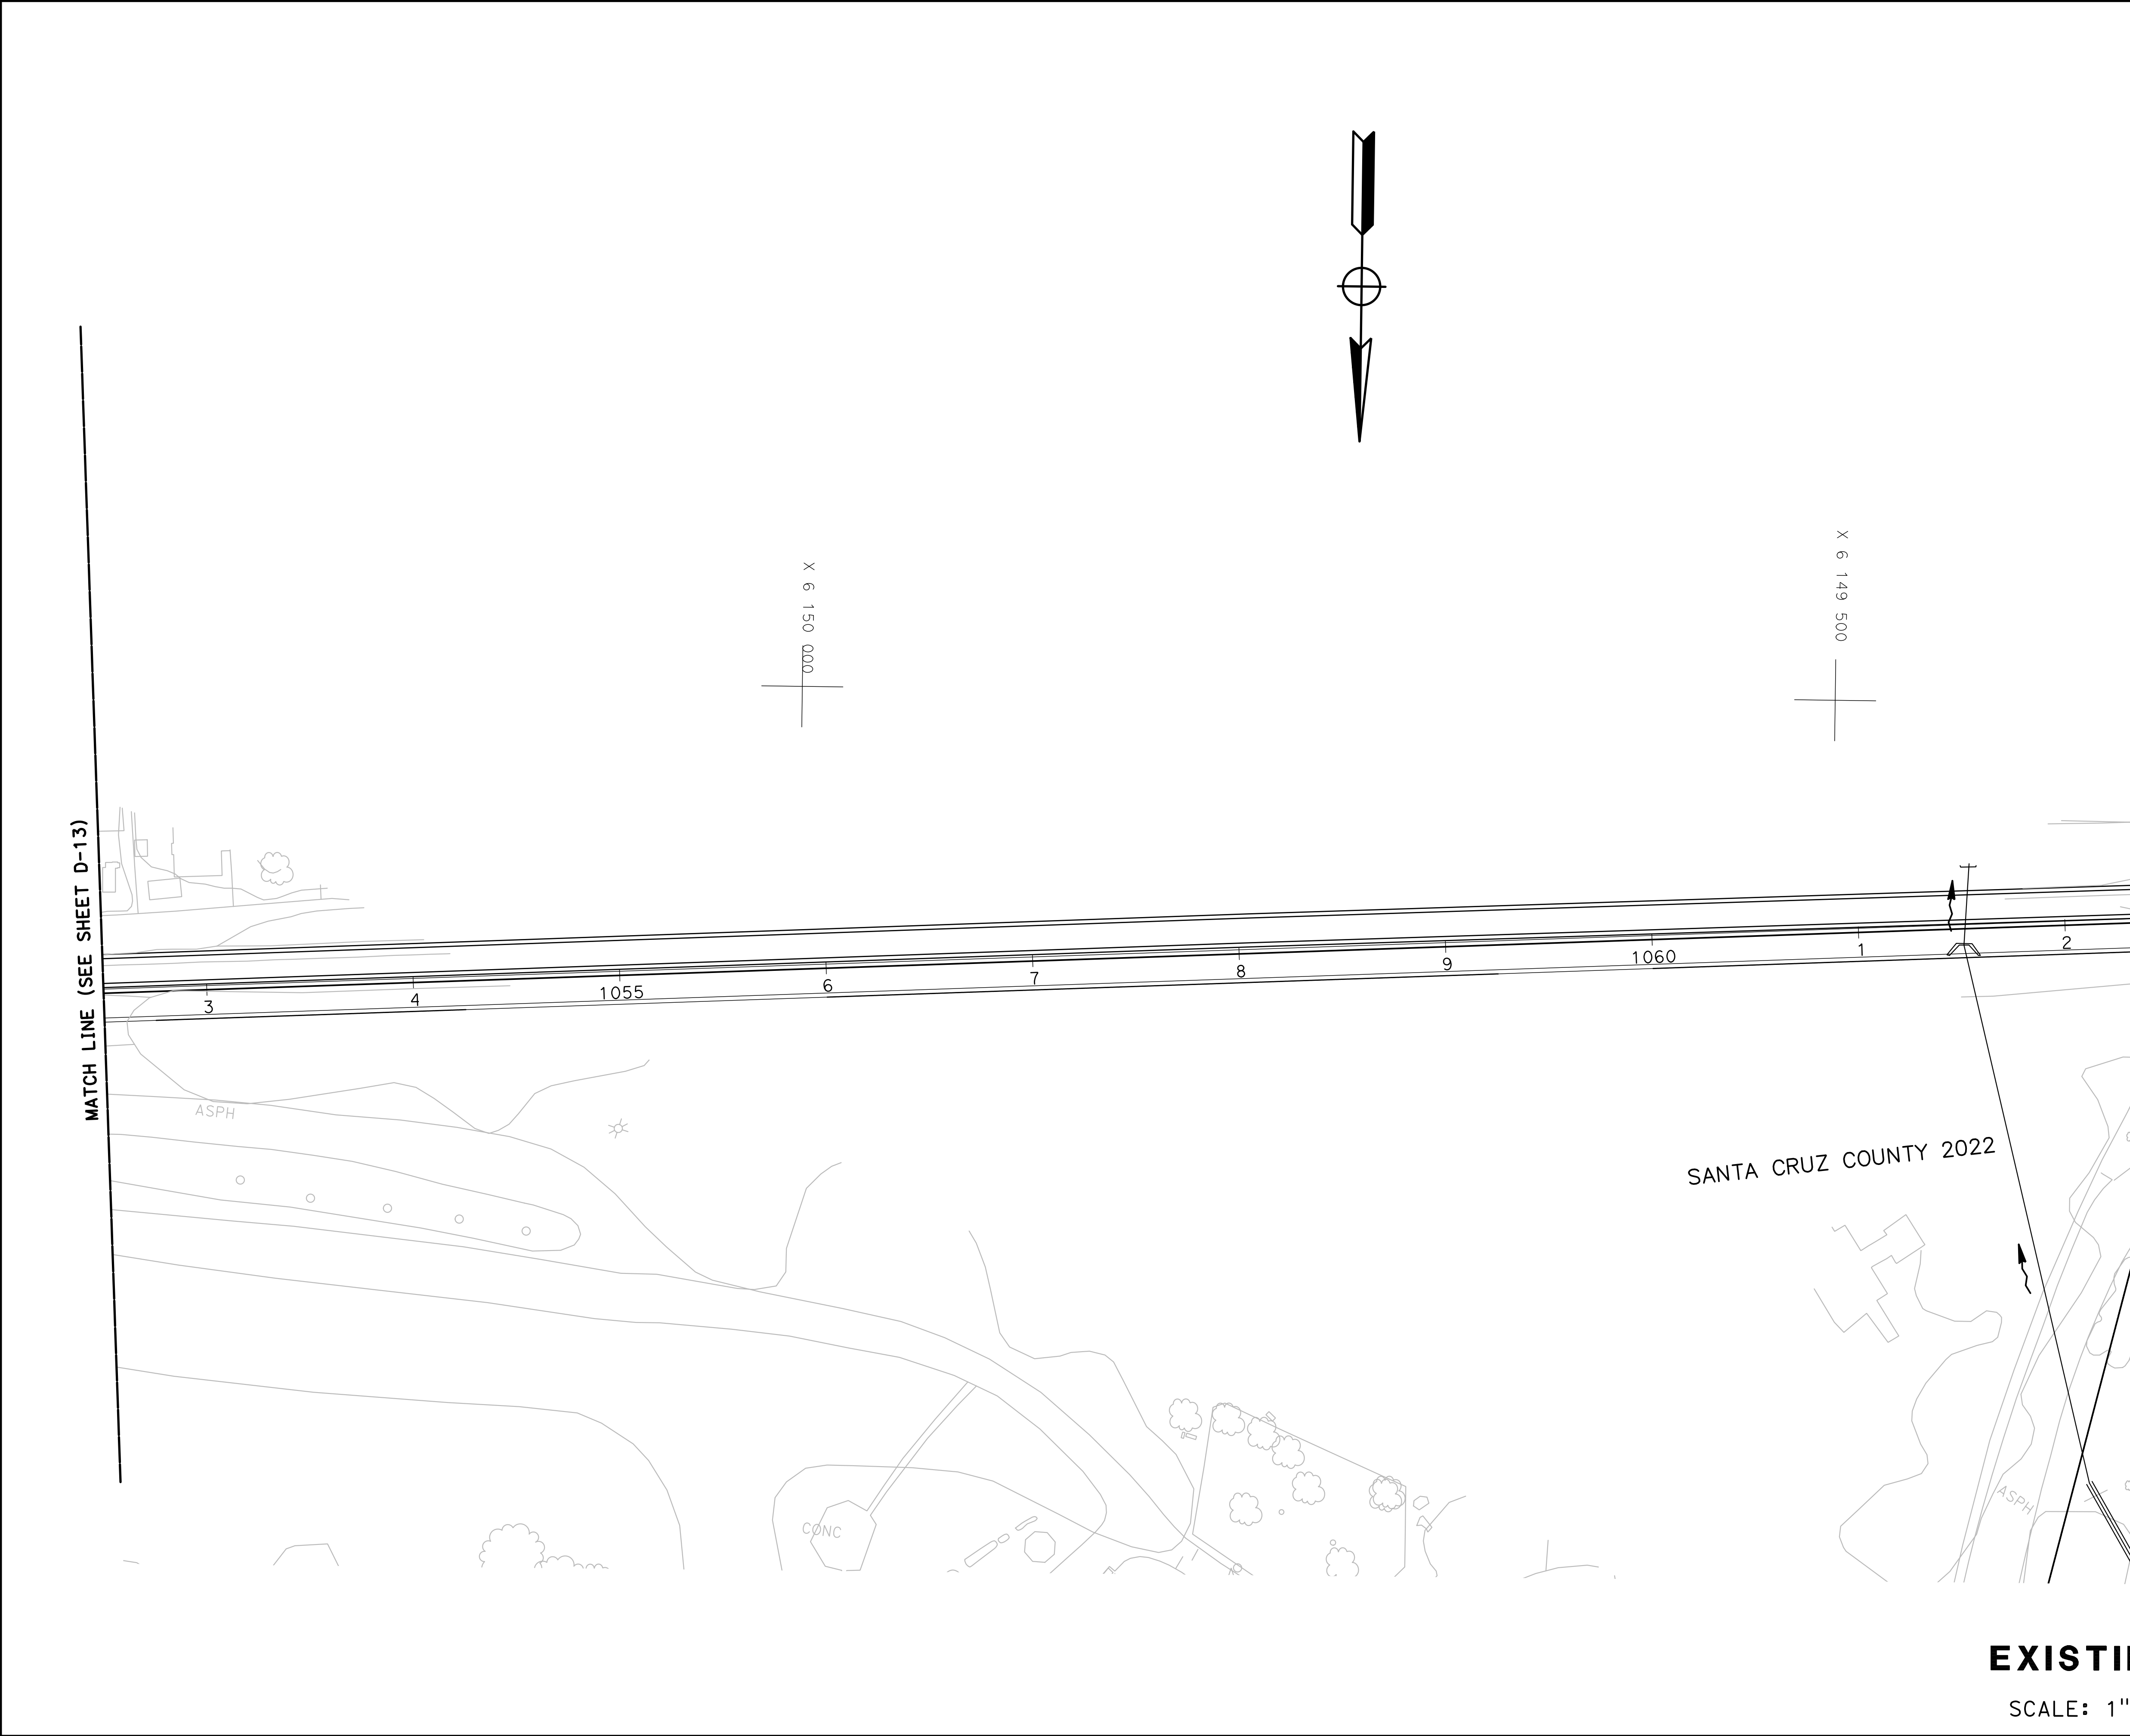 X 6 150 000
X 6 149 500
MATCH LINE (SEE SHEET D-13)
3
4
1055
6
7
8
9
1060
1
2
ASPH
SANTA CRUZ COUNTY 2022
ASPH
CONC
EXISTI
SCALE: 1"